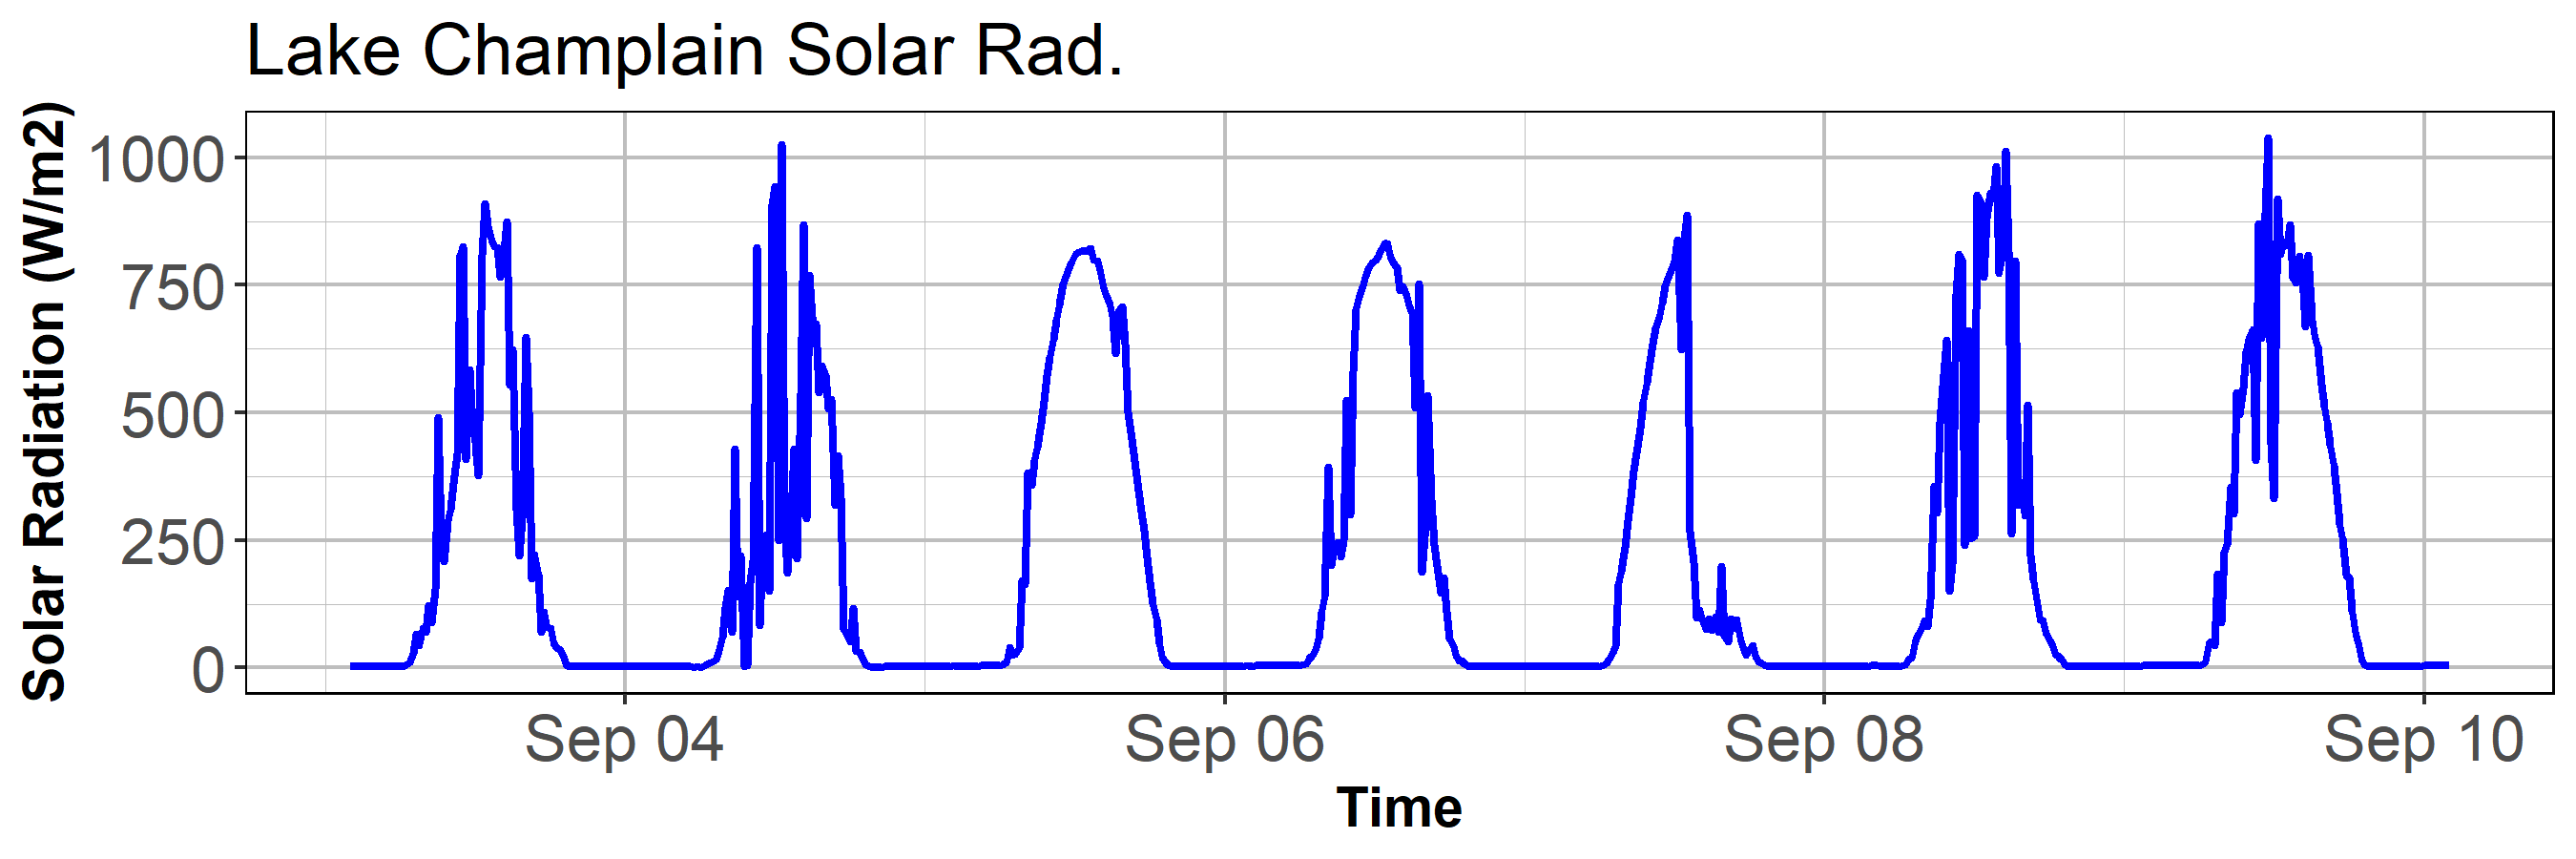 Lake Champlain Solar Rad.
Solar Radiation (W/m2)
1000
750
500
250
0
Sep 04
Sep 06
Sep 08
Sep 10
Time